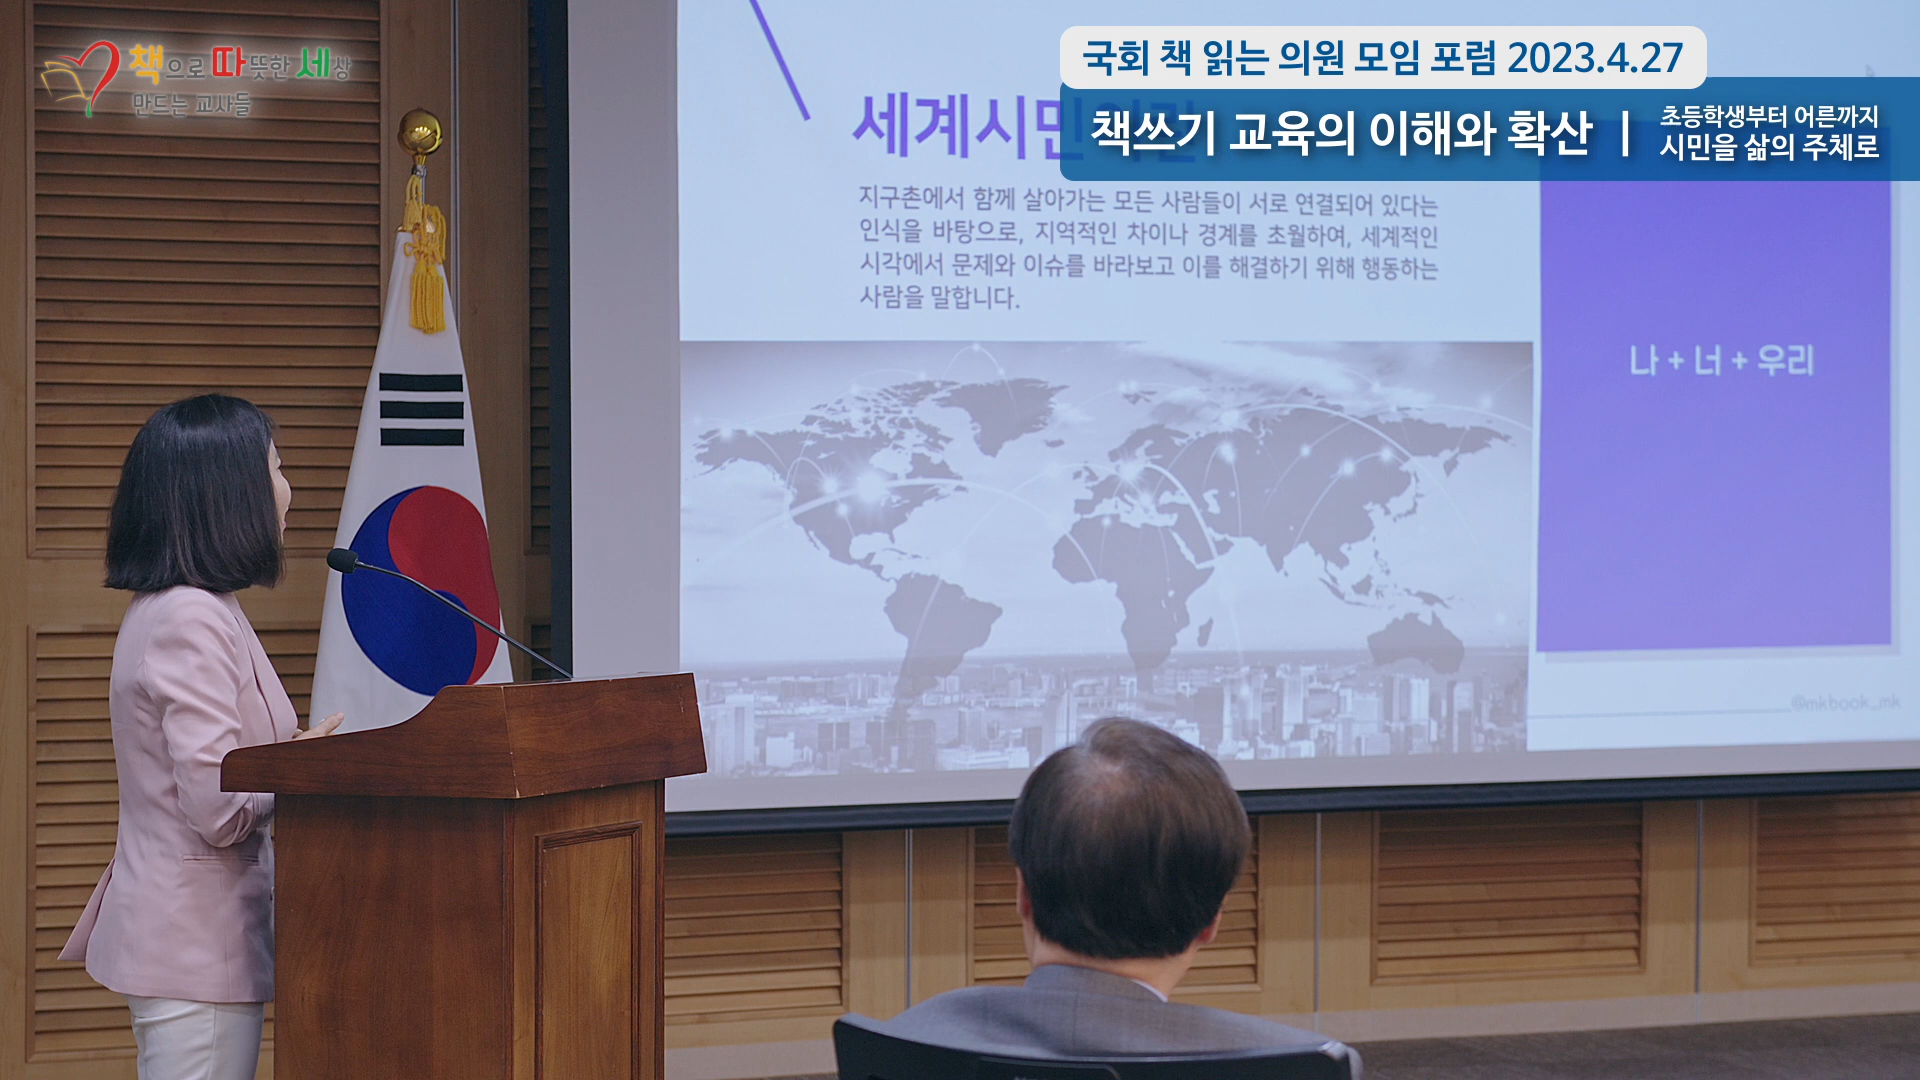 책으로 따뜻한 세상
만드는 교사들
국회 책 읽는 의원 모임 포럼 2023.4.27
책쓰기 교육의 이해와 확산 |
초등학생부터 어른까지
시민을 삶의 주체로
세계시민이란
지구촌에서 함께 살아가는 모든 사람들이 서로 연결되어 있다는
인식을 바탕으로, 지역적인 차이나 경계를 초월하여, 세계적인
시각에서 문제와 이슈를 바라보고 이를 해결하기 위해 행동하는
사람을 말합니다.
나 + 너 + 우리
@mkbook_mk